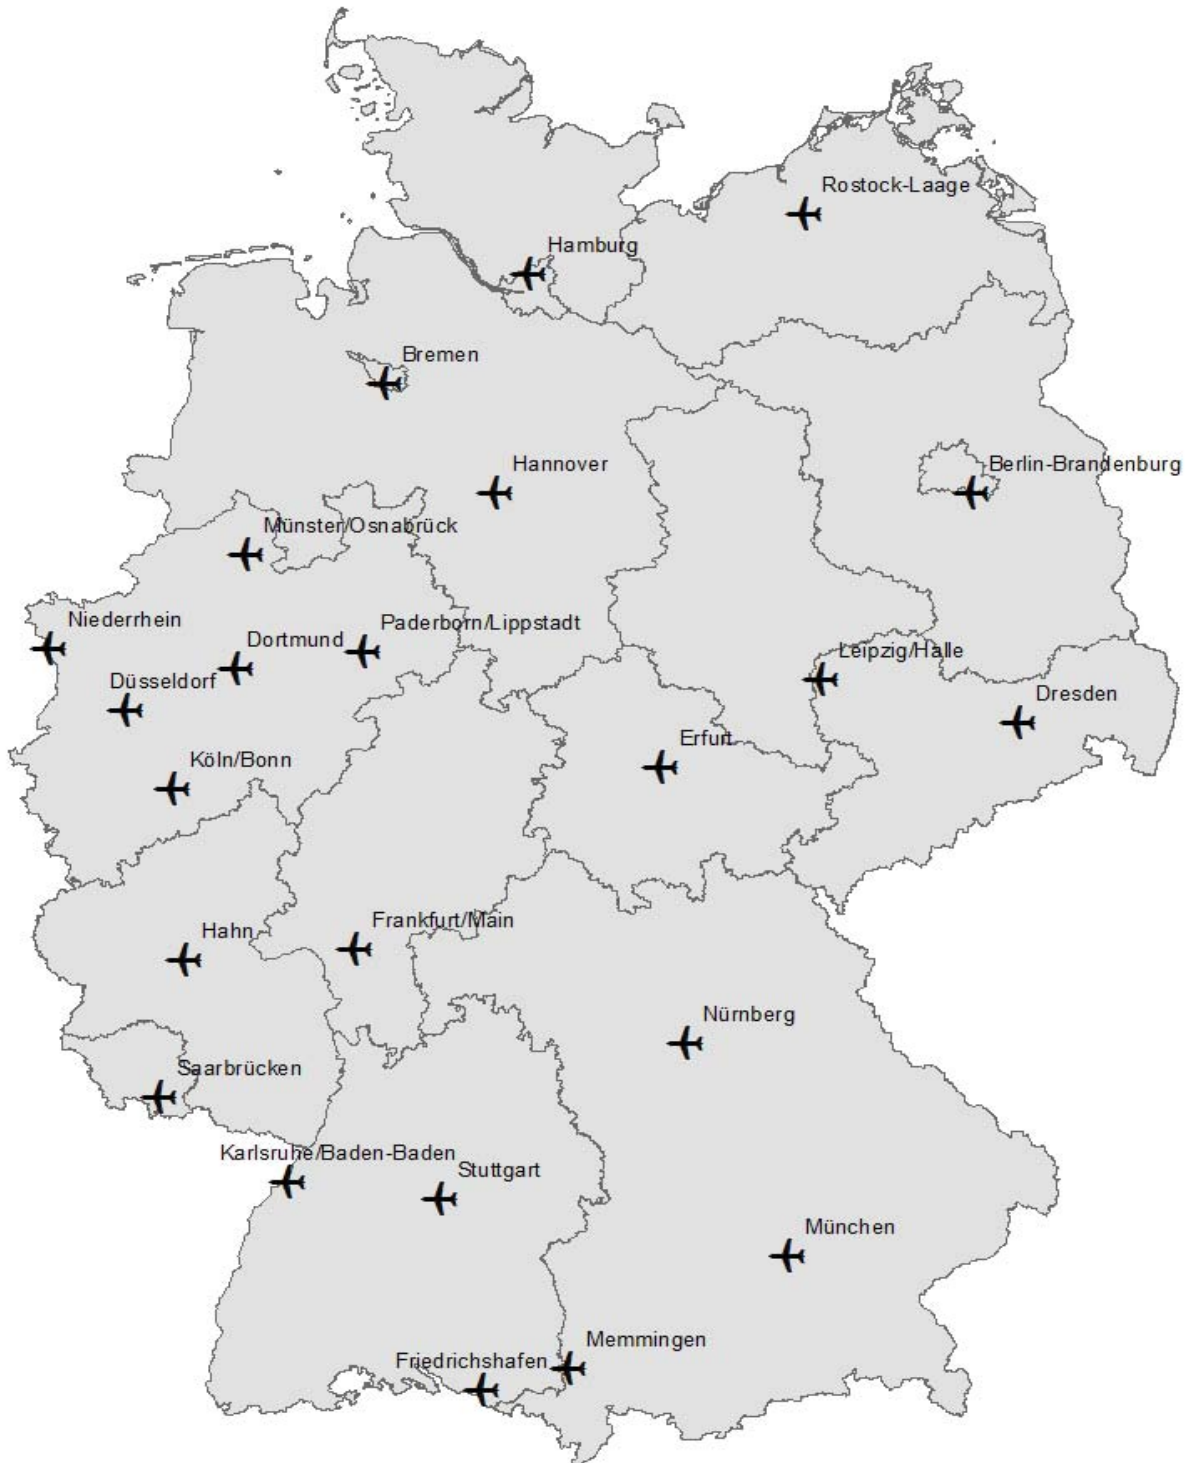 Rostock-Laage
Hamburg
Bremen
Hannover
Berlin-Brandenburg
Münster/Osnabrück
Niederrhein
Paderborn/Lippstadt
Dortmund
Leipzig/Halle
Düsseldorf
Dresden
Erfurt
Köln/Bonn
Frankfurt/Main
Hahn
Nürnberg
Saarbrücken
Karlsruhe/Baden-Baden
Stuttgart
München
Memmingen
Friedrichshafen